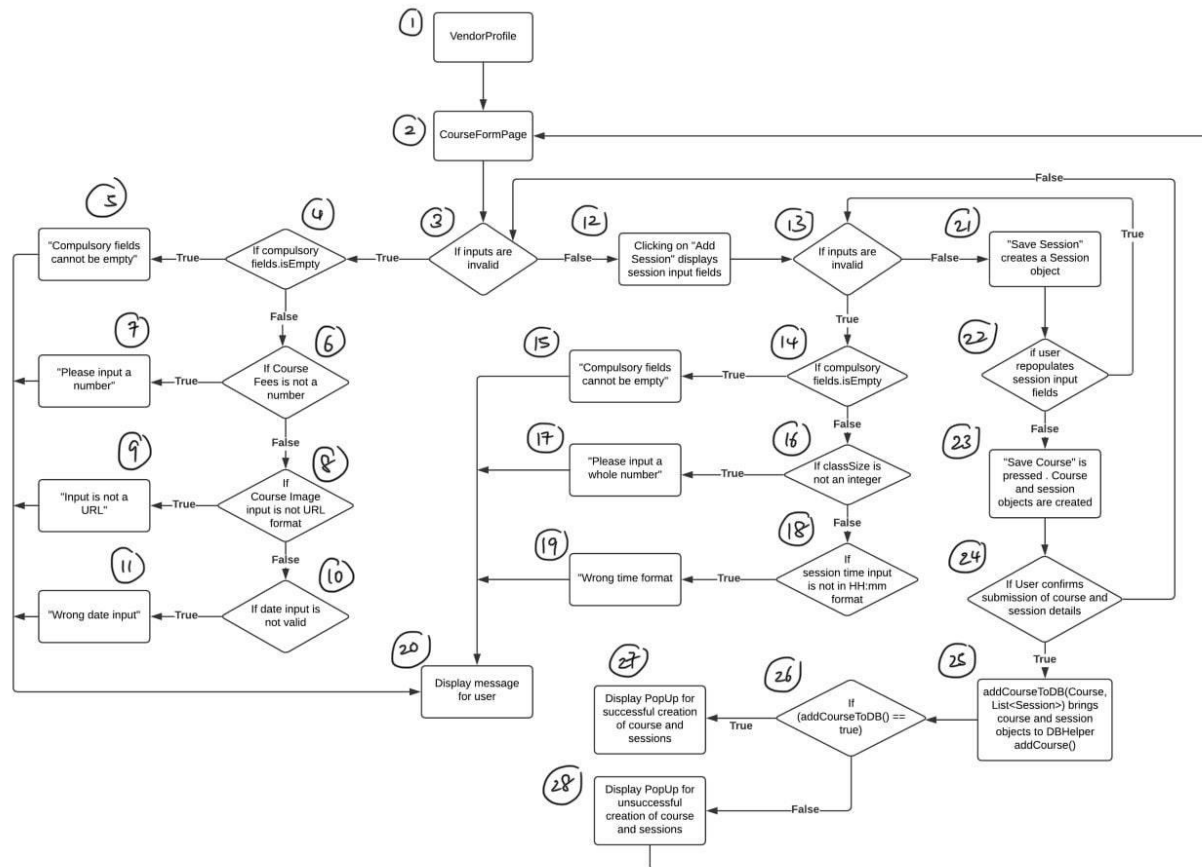 1
VendorProfile
2
CourseFormPage
False
5
4
3
12
13
21
True
"Compulsory fields
cannot be empty"
True
If compulsory
fields.isEmpty
True
If inputs are
invalid
False
Clicking on "Add
Session" displays
session input fields
If inputs are
invalid
False
"Save Session"
creates a Session
object
False
True
7
6
15
14
22
"Please input a
number"
True
If Course
Fees is not a
number
"Compulsory fields
cannot be empty"
True
If compulsory
fields.isEmpty
if user
repopulates
session input
fields
False
False
False
9
8
17
16
23
"Input is not a
URL"
True
If
Course Image
input is not URL
format
"Please input a
whole number"
True
If classSize is
not an integer
"Save Course" is
pressed . Course
and session
objects are created
False
False
11
10
19
18
24
"Wrong date input"
True
If date input is
not valid
"Wrong time format
True
If
session time input
is not in HH:mm
format
If User confirms
submission of course and
session details
True
20
27
26
25
Display message
for user
Display PopUp for
successful creation
of course and
sessions
True
If
(addCourseToDB() ==
true)
addCourseToDB(Course,
List<Session>) brings
course and session
objects to DBHelper
addCourse()
28
Display PopUp for
unsuccessful
creation of course
and sessions
False